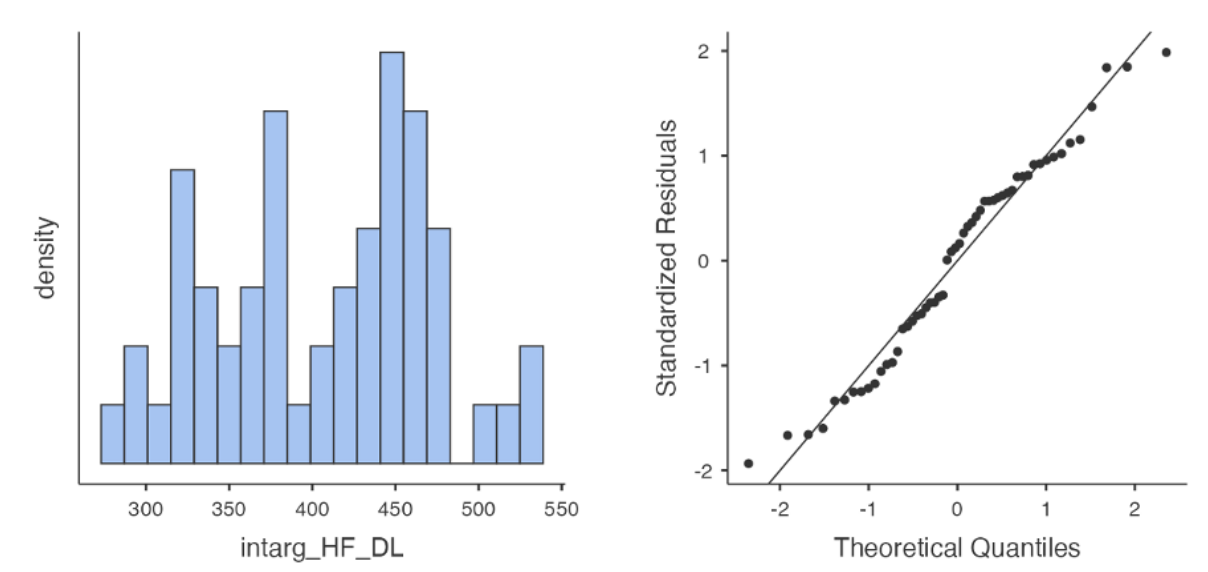 density
300 350 400 450 500 550
intarg_HF_DL
Standardized Residuals
2
1
0
-1
-2
-2 -1 0 1 2
Theoretical Quantiles